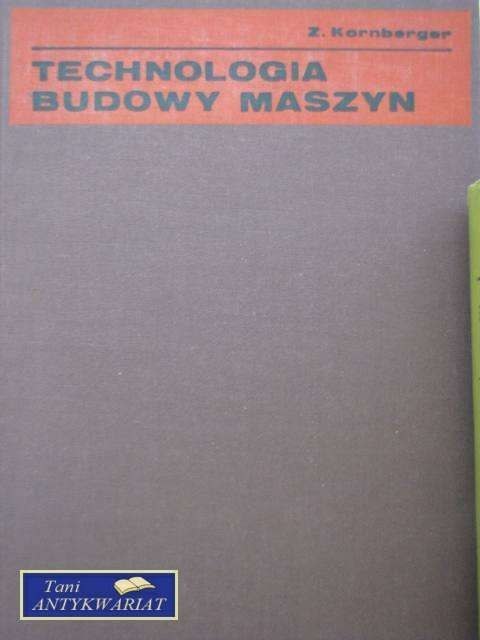 Z. Kornberger
TECHNOLOGIA
BUDOWY MASZYN
Tani
ANTYKWARIAT